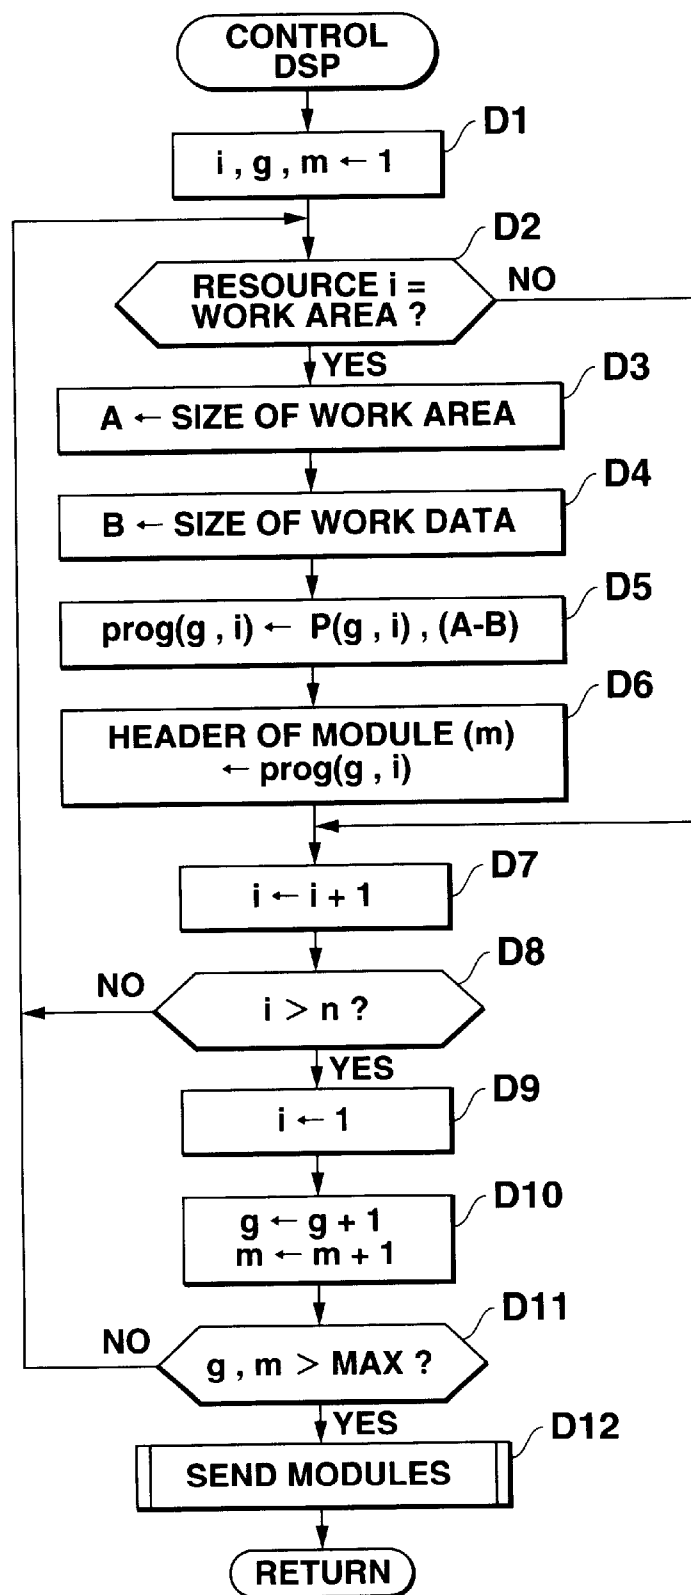 CONTROL
DSP
D1
i , g , m ← 1
D2
RESOURCE i =
WORK AREA ?
NO
YES
D3
A ← SIZE OF WORK AREA
D4
B ← SIZE OF WORK DATA
D5
prog(g , i) ← P(g , i) , (A-B)
D6
HEADER OF MODULE (m)
← prog(g , i)
D7
i ← i + 1
D8
NO
i > n ?
YES
D9
i ← 1
D10
g ← g + 1
m ← m + 1
D11
NO
g , m > MAX ?
YES
D12
SEND MODULES
RETURN